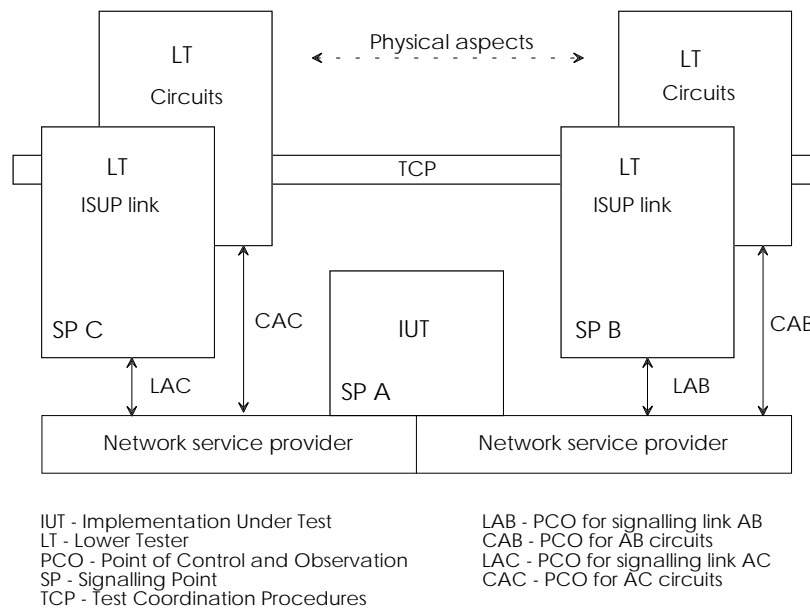 LT
Physical aspects
LT
Circuits
Circuits
LT
TCP
LT
ISUP link
ISUP link
CAC
IUT
CAB
SP C
SP B
LAC
SP A
LAB
Network service provider
Network service provider
IUT - Implementation Under Test
LT - Lower Tester
PCO - Point of Control and Observation
SP - Signalling Point
TCP - Test Coordination Procedures
LAB - PCO for signalling link AB
CAB - PCO for AB circuits
LAC - PCO for signalling link AC
CAC - PCO for AC circuits